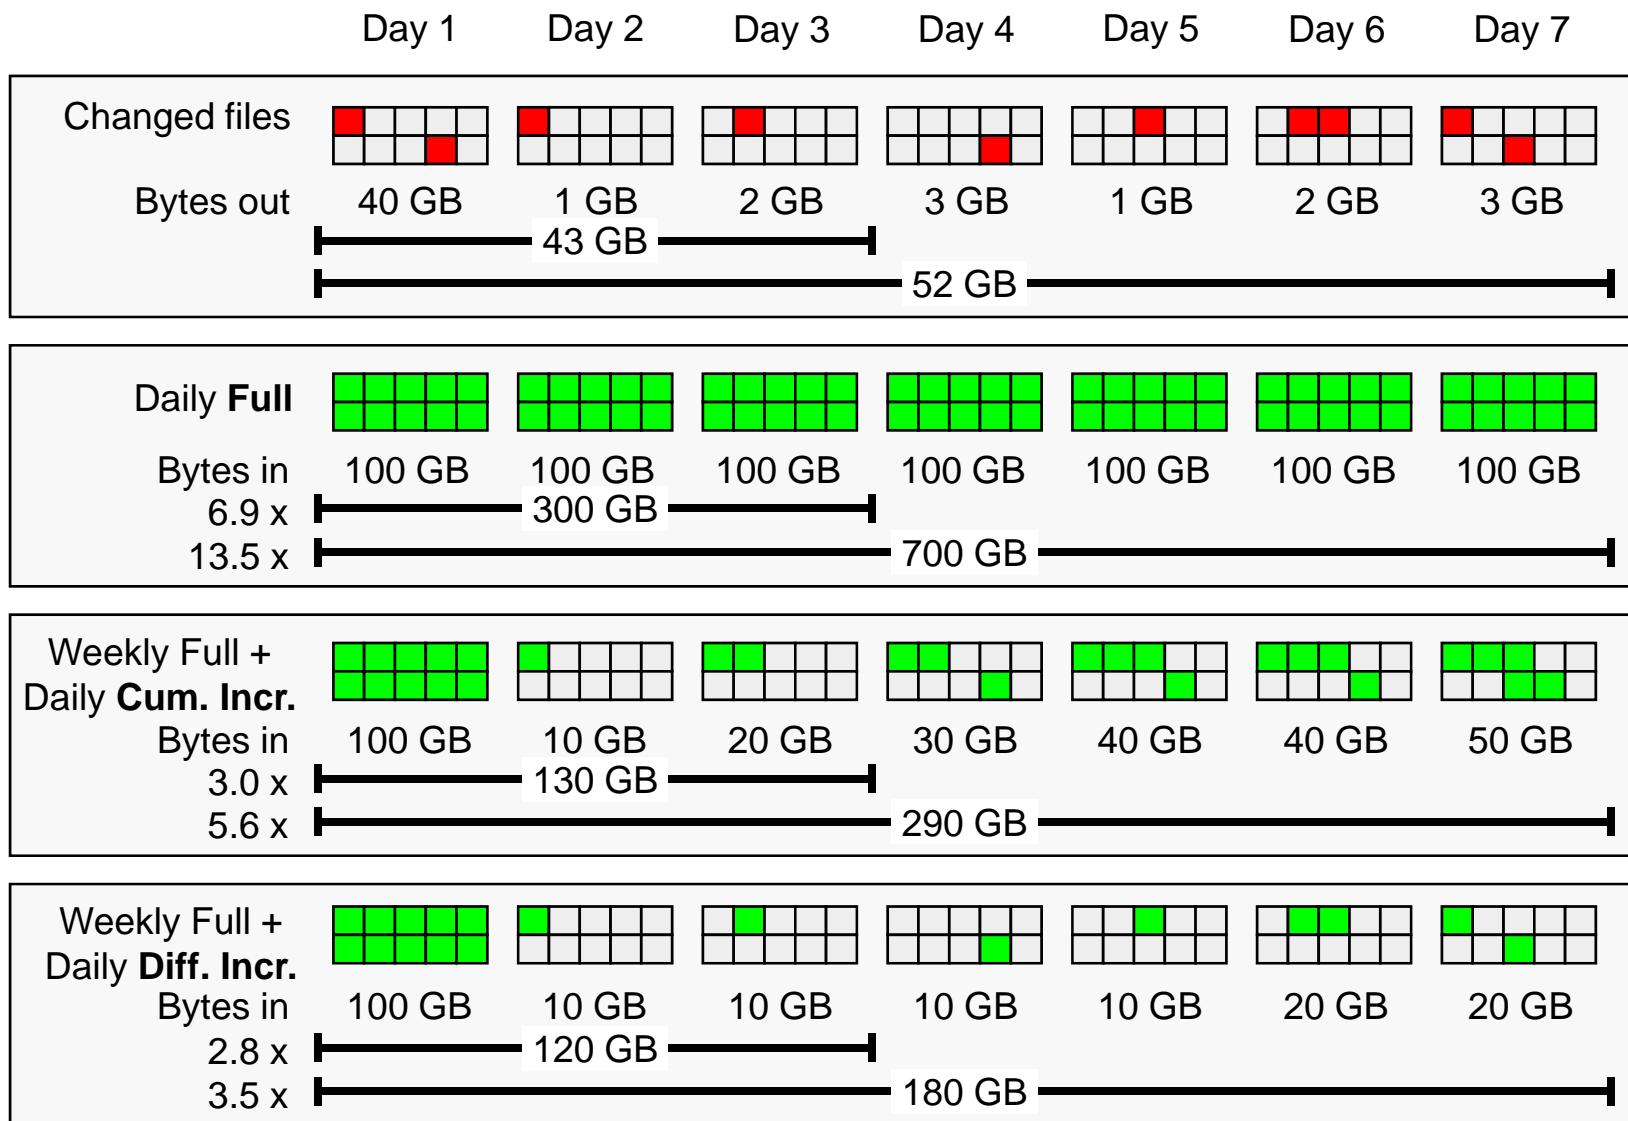 Day 1 Day 2 Day 3 Day 4 Day 5 Day 6 Day 7
Changed files
Bytes out 40 GB 1 GB 2 GB 3 GB 1 GB 2 GB 3 GB
43 GB
52 GB
Daily Full
Bytes in 100 GB 100 GB 100 GB 100 GB 100 GB 100 GB 100 GB
6.9 x 300 GB
13.5 x 700 GB
Weekly Full +
Daily Cum. Incr.
Bytes in 100 GB 10 GB 20 GB 30 GB 40 GB 40 GB 50 GB
3.0 x 130 GB
5.6 x 290 GB
Weekly Full +
Daily Diff. Incr.
Bytes in 100 GB 10 GB 10 GB 10 GB 10 GB 20 GB 20 GB
2.8 x 120 GB
3.5 x 180 GB